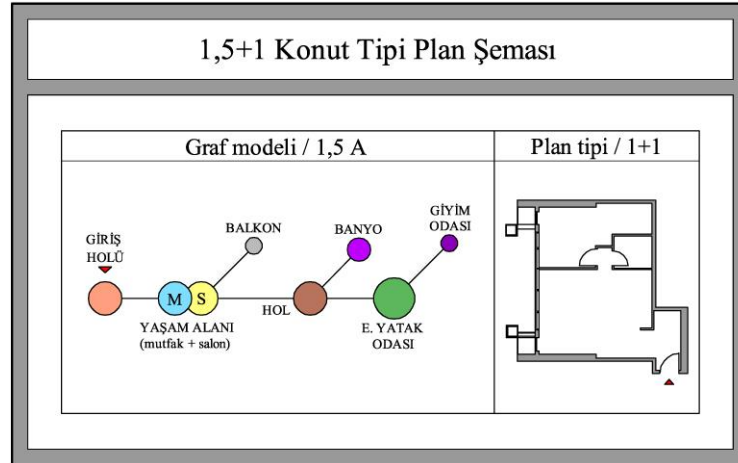 1,5+1 Konut Tipi Plan Şeması
Graf modeli / 1,5 A
Plan tipi / 1+1
GİRİŞ
HOLÜ
BALKON
BANYO
GİYİM
ODASI
M
S
HOL
YAŞAM ALANI
(mutfak + salon)
E. YATAK
ODASI